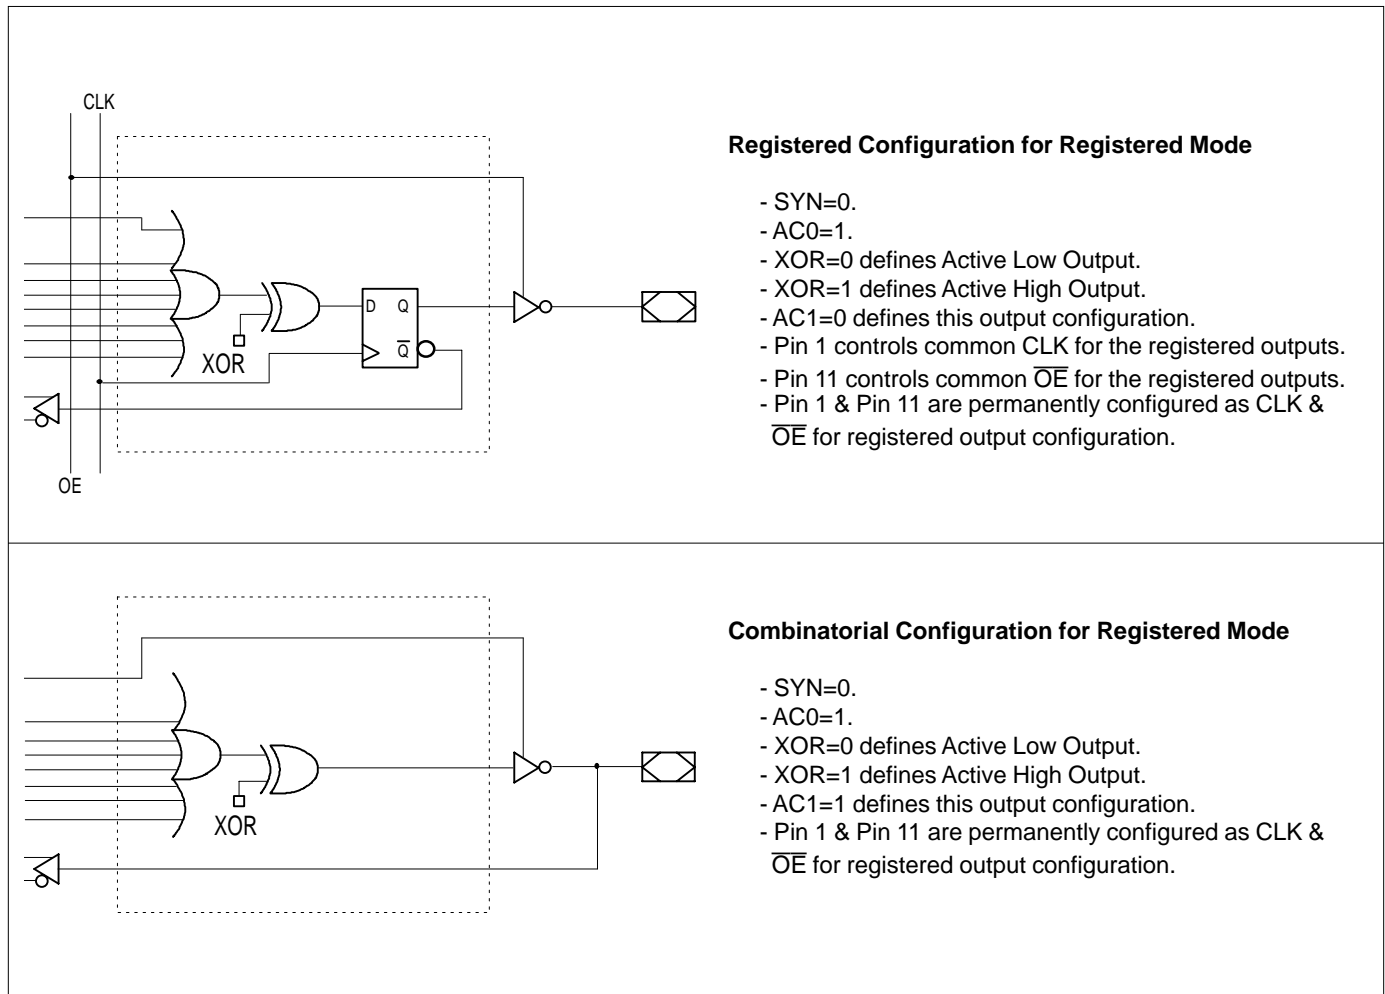 CLK
D Q
Q̅
XOR
OE
Registered Configuration for Registered Mode
- SYN=0.
- AC0=1.
- XOR=0 defines Active Low Output.
- XOR=1 defines Active High Output.
- AC1=0 defines this output configuration.
- Pin 1 controls common CLK for the registered outputs.
- Pin 11 controls common O̅E̅ for the registered outputs.
- Pin 1 & Pin 11 are permanently configured as CLK &
O̅E̅ for registered output configuration.
XOR
Combinatorial Configuration for Registered Mode
- SYN=0.
- AC0=1.
- XOR=0 defines Active Low Output.
- XOR=1 defines Active High Output.
- AC1=1 defines this output configuration.
- Pin 1 & Pin 11 are permanently configured as CLK &
O̅E̅ for registered output configuration.